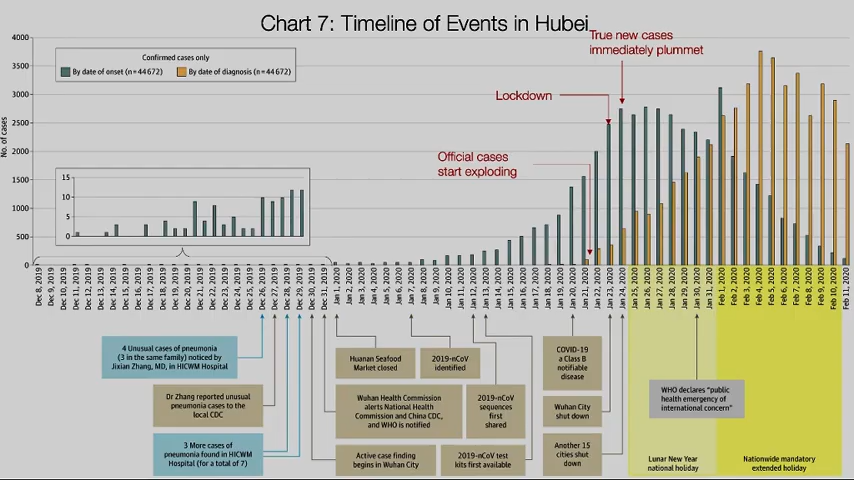 Chart 7: Timeline of Events in Hubei
True new cases
immediately plummet
Lockdown
Official cases
start exploding
Confirmed cases only
By date of onset (n=44672)
By date of diagnosis (n=44672)
No. of cases
4000
3500
3000
2500
2000
1500
1000
500
0
15
10
5
0
Dec 8, 2019
Dec 9, 2019
Dec 10, 2019
Dec 11, 2019
Dec 12, 2019
Dec 13, 2019
Dec 14, 2019
Dec 15, 2019
Dec 16, 2019
Dec 17, 2019
Dec 18, 2019
Dec 19, 2019
Dec 20, 2019
Dec 21, 2019
Dec 22, 2019
Dec 23, 2019
Dec 24, 2019
Dec 25, 2019
Dec 26, 2019
Dec 27, 2019
Dec 28, 2019
Dec 29, 2019
Dec 30, 2019
Dec 31, 2019
Jan 1, 2020
Jan 2, 2020
Jan 3, 2020
Jan 4, 2020
Jan 5, 2020
Jan 6, 2020
Jan 7, 2020
Jan 8, 2020
Jan 9, 2020
Jan 10, 2020
Jan 11, 2020
Jan 12, 2020
Jan 13, 2020
Jan 14, 2020
Jan 15, 2020
Jan 16, 2020
Jan 17, 2020
Jan 18, 2020
Jan 19, 2020
Jan 20, 2020
Jan 21, 2020
Jan 22, 2020
Jan 23, 2020
Jan 24, 2020
Jan 25, 2020
Jan 26, 2020
Jan 27, 2020
Jan 28, 2020
Jan 29, 2020
Jan 30, 2020
Jan 31, 2020
Feb 1, 2020
Feb 2, 2020
Feb 3, 2020
Feb 4, 2020
Feb 5, 2020
Feb 6, 2020
Feb 7, 2020
Feb 8, 2020
Feb 9, 2020
Feb 10, 2020
Feb 11, 2020
4 Unusual cases of pneumonia
(3 in the same family) noticed by
Jixian Zhang, MD, in HICWM
Hospital
Dr Zhang reported unusual
pneumonia cases to the
local CDC
3 More cases of
pneumonia found in HICWM
Hospital (for a total of 7)
Huanan Seafood
Market closed
2019-nCoV
identified
Wuhan Health Commission
alerts National Health
Commission and China CDC,
and WHO is notified
2019-nCoV
sequences
first
shared
Active case finding
begins in Wuhan City
2019-nCoV test
kits first available
COVID-19
a Class B
notifiable
disease
Wuhan City
shut down
Another 15
cities shut
down
WHO declares "public
health emergency of
international concern"
Lunar New Year
national holiday
Nationwide mandatory
extended holiday